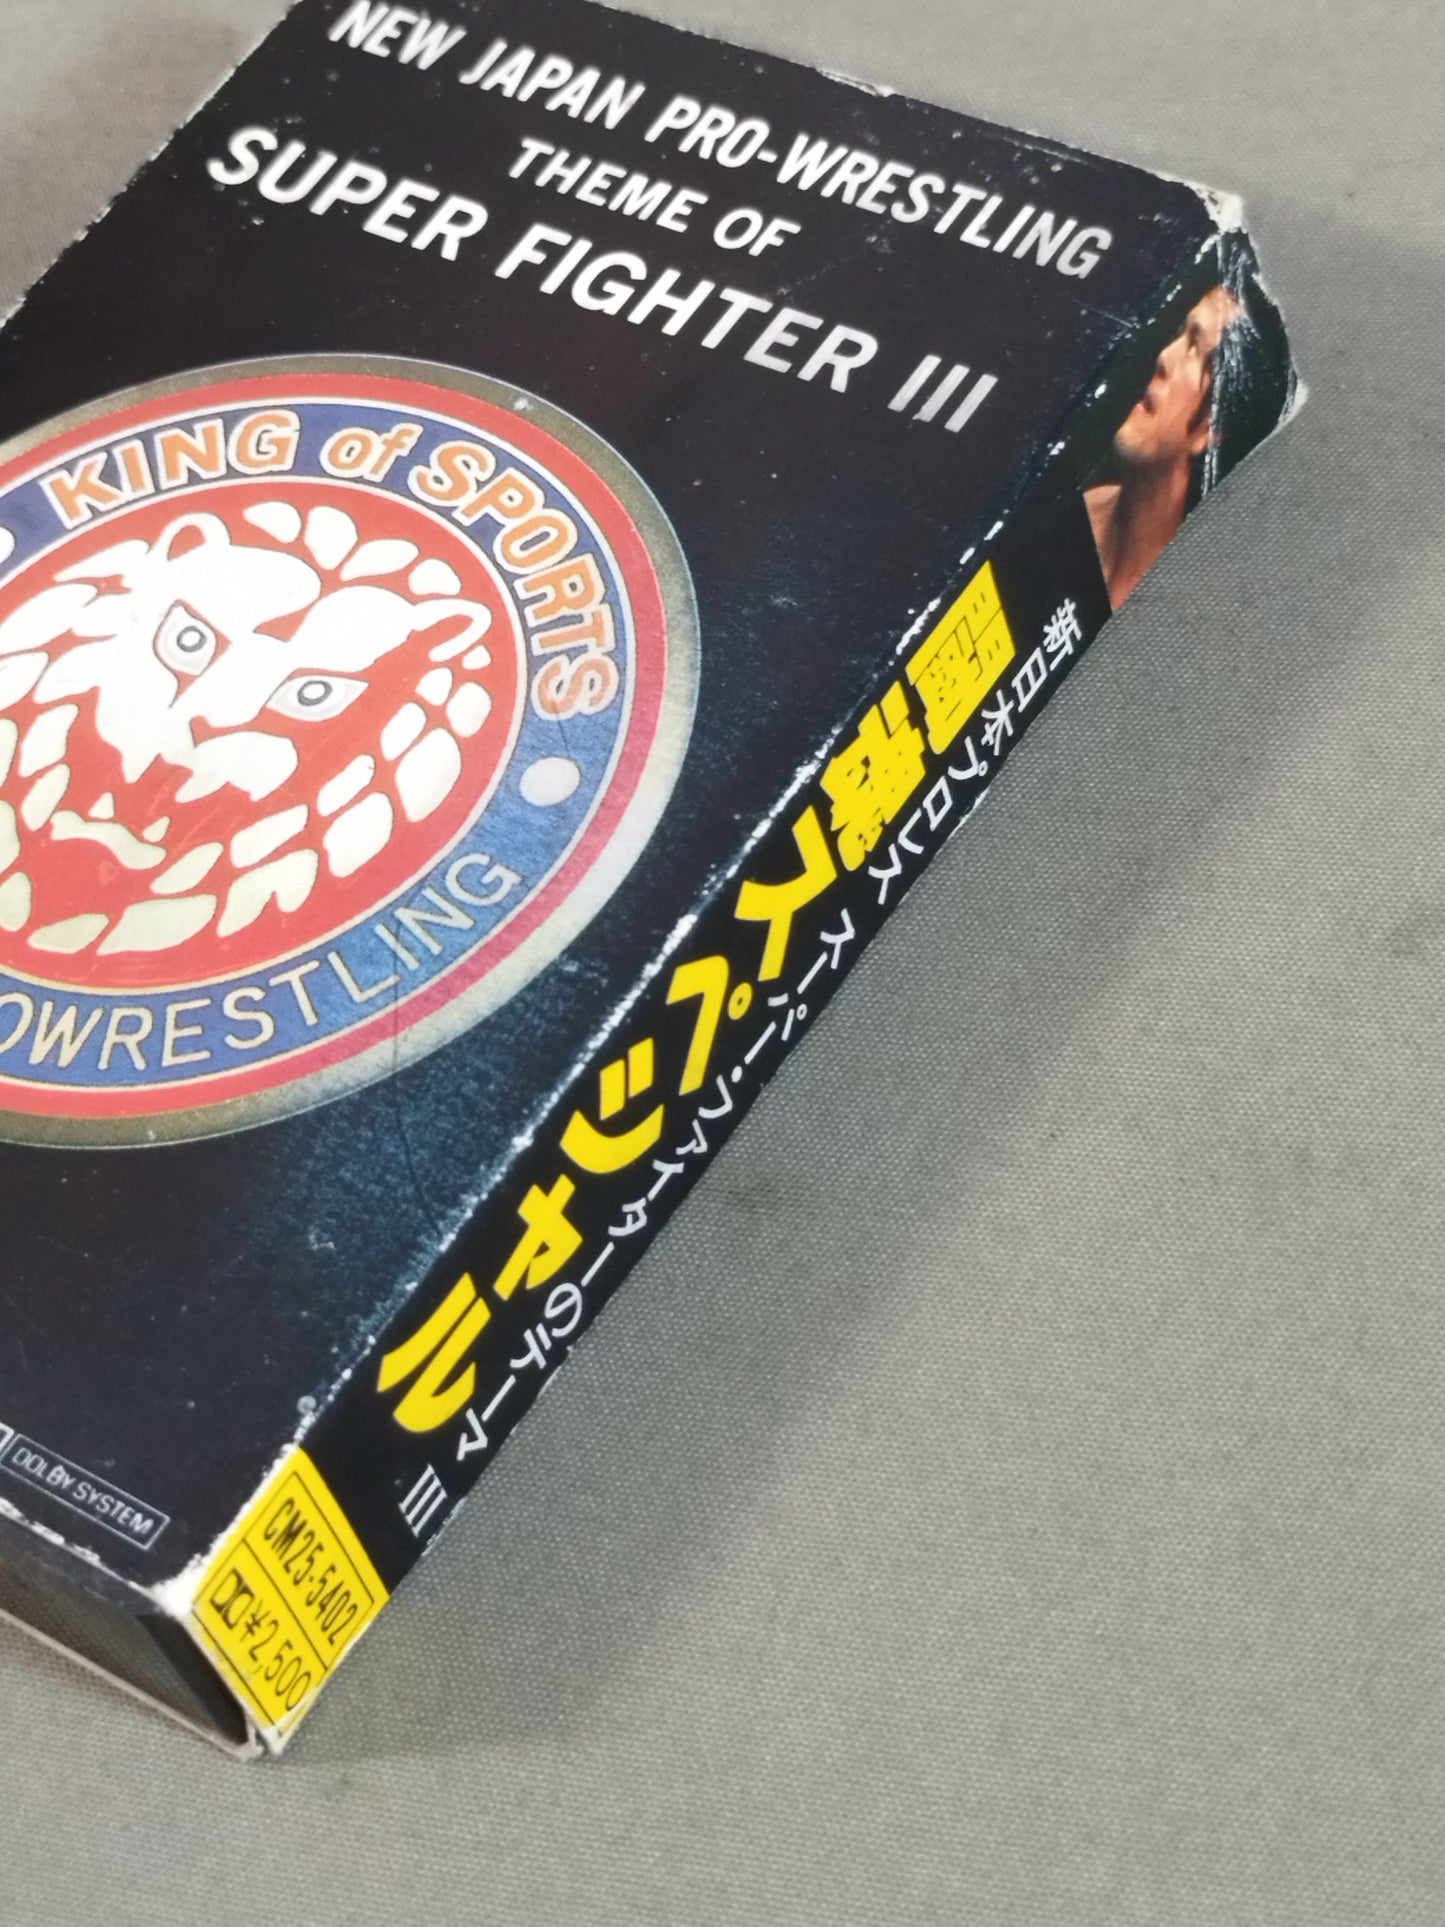 NEW JAPAN PRO-WRESTLING
THEME OF
SUPER FIGHTER III
KING of SPORTS
OWRESTLING
DOLBY SYSTEM
新日本プロレス スーパー・ファイターのテーマ III
スペシャル
CM25-5402
¥2,500